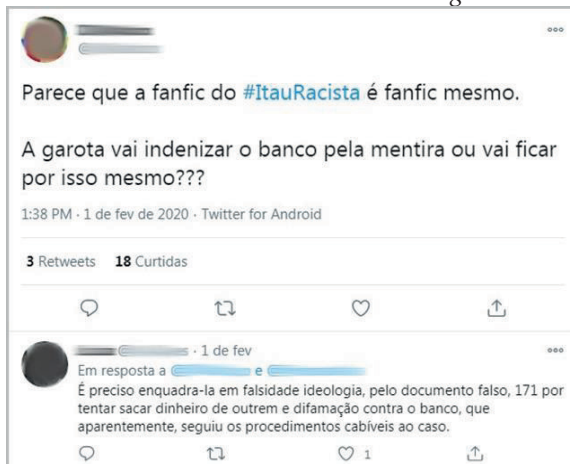 Parece que a fanfic do #ItauRacista é fanfic mesmo.
A garota vai indenizar o banco pela mentira ou vai ficar
por isso mesmo???
1:38 PM · 1 de fev de 2020 · Twitter for Android
3 Retweets 18 Curtidas
· 1 de fev
Em resposta a e
É preciso enquadra-la em falsidade ideologia, pelo documento falso, 171 por
tentar sacar dinheiro de outrem e difamação contra o banco, que
aparentemente, seguiu os procedimentos cabíveis ao caso.
1